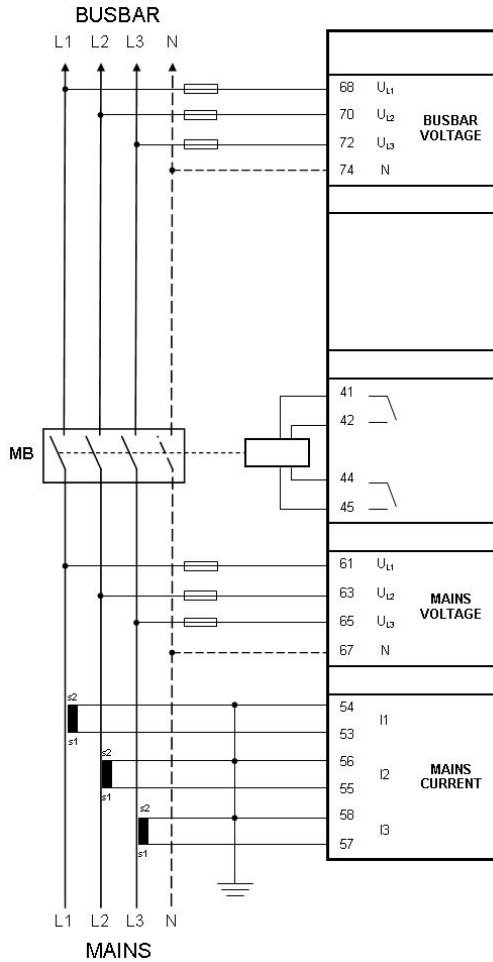 BUSBAR
L1 L2 L3 N
68 UL1
70 UL2
72 UL3
74 N
BUSBAR
VOLTAGE
41
42
MB
44
45
61 UL1
63 UL2
65 UL3
67 N
MAINS
VOLTAGE
s2
s1
54
I1
53
s2
s1
56
I2
55
s2
s1
58
I3
57
MAINS
CURRENT
L1 L2 L3 N
MAINS